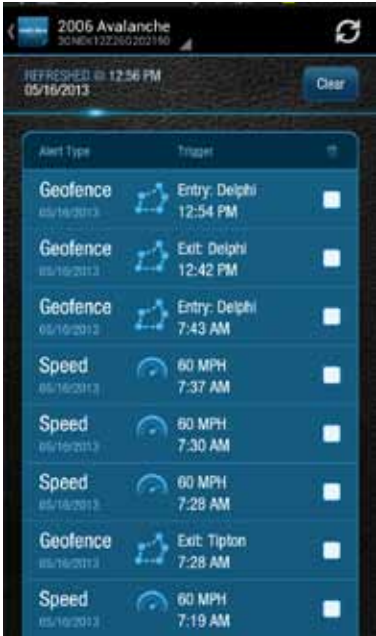 2006 Avalanche
REFRESHED @ 12:56 PM
05/16/2013
Clear
Alert Type Trigger
Geofence Entry: Delphi
05/16/2013 12:54 PM
Geofence Exit: Delphi
05/16/2013 12:42 PM
Geofence Entry: Delphi
05/16/2013 7:43 AM
Speed 60 MPH
05/16/2013 7:37 AM
Speed 60 MPH
05/16/2013 7:30 AM
Speed 60 MPH
05/16/2013 7:28 AM
Geofence Exit: Tipton
05/16/2013 7:28 AM
Speed 60 MPH
05/16/2013 7:19 AM